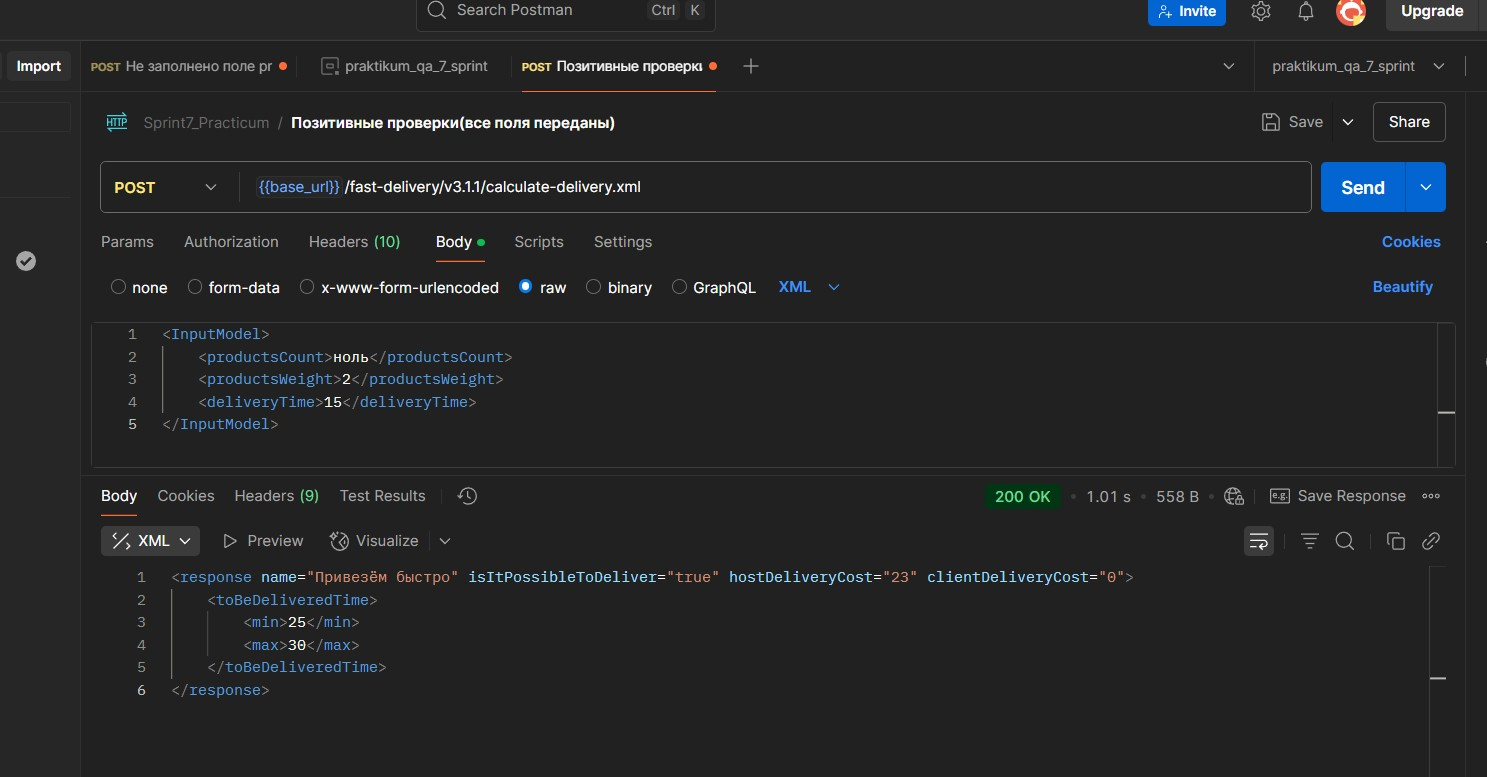 Search Postman Ctrl K Invite Upgrade
Import POST Не заполнено поле pr praktikum_qa_7_sprint POST Позитивные проверки praktikum_qa_7_sprint
HTTP Sprint7_Practicum / Позитивные проверки(все поля переданы) Save Share
POST {{base_url}} /fast-delivery/v3.1.1/calculate-delivery.xml Send
Params Authorization Headers (10) Body Scripts Settings Cookies
none form-data x-www-form-urlencoded raw binary GraphQL XML Beautify
1 <InputModel>
2 <productsCount>ноль</productsCount>
3 <productsWeight>2</productsWeight>
4 <deliveryTime>15</deliveryTime>
5 </InputModel>
Body Cookies Headers (9) Test Results 200 OK • 1.01 s • 558 B • e.g. Save Response
XML Preview Visualize
1 <response name="Привезём быстро" isItPossibleToDeliver="true" hostDeliveryCost="23" clientDeliveryCost="0">
2 <toBeDeliveredTime>
3 <min>25</min>
4 <max>30</max>
5 </toBeDeliveredTime>
6 </response>